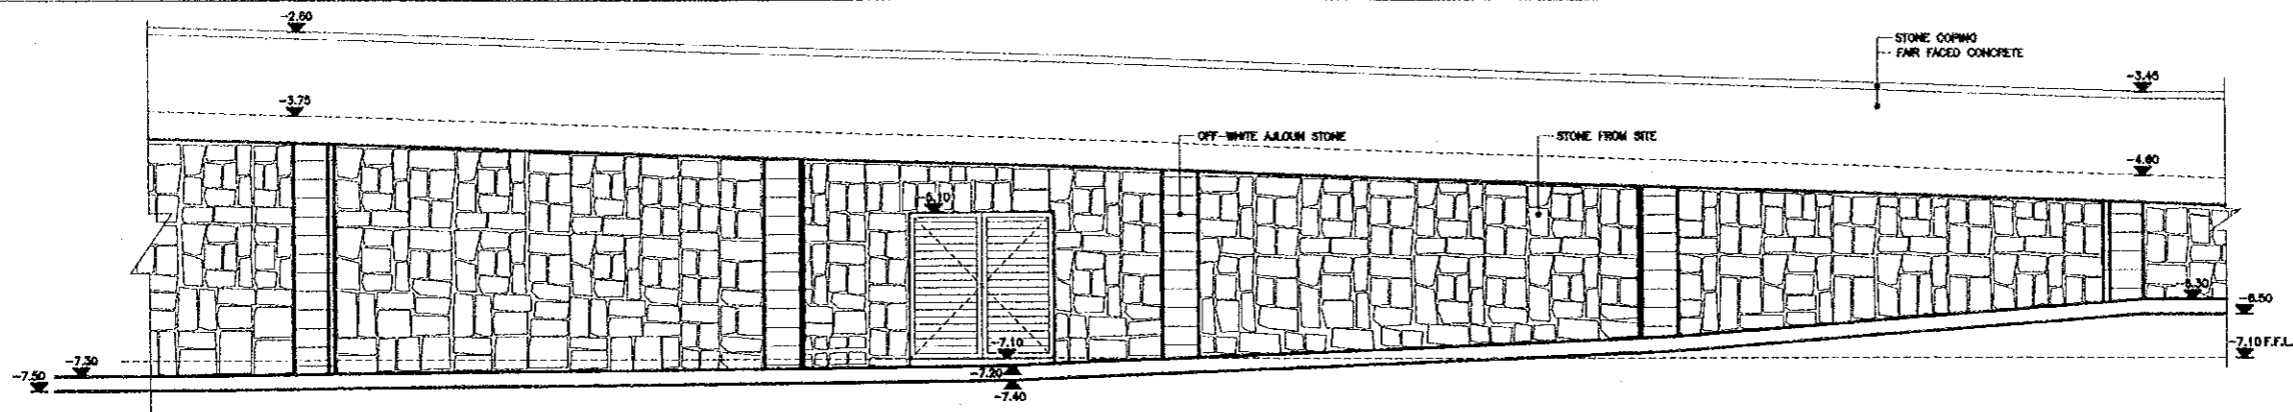 -2.60
STONE COPING
FAIR FACED CONCRETE
-3.45
-3.75
OFF-WHITE AJLOUN STONE
STONE FROM SITE
-4.60
-5.10
-6.30
-6.50
-7.10
-7.10 F.F.L.
-7.30
-7.20
-7.50
-7.40